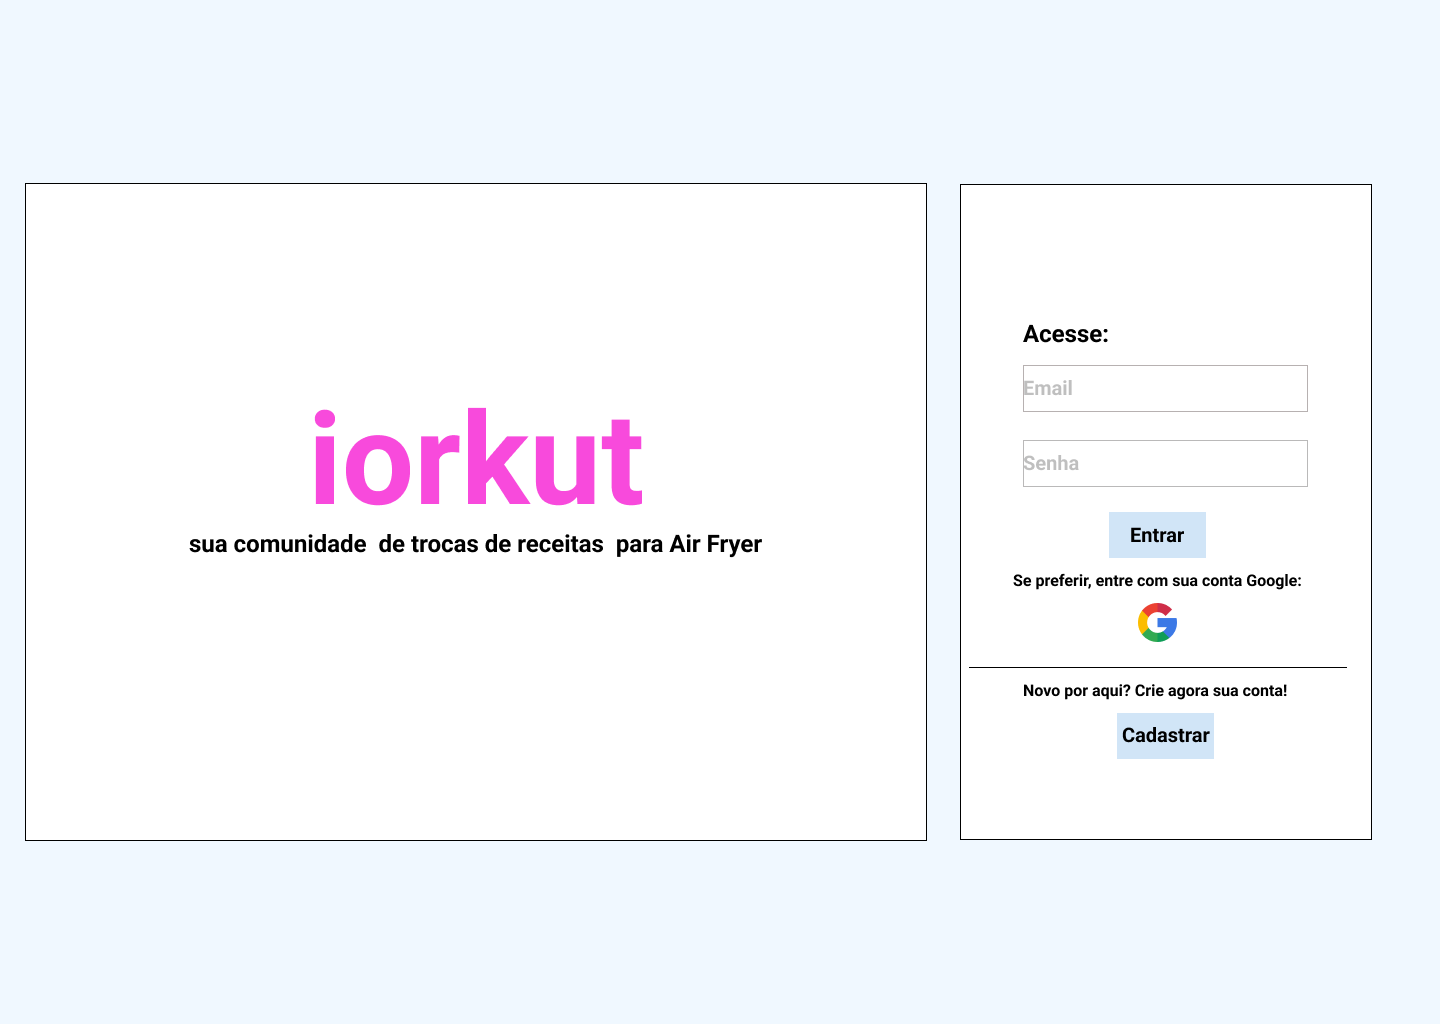 iorkut
sua comunidade  de trocas de receitas  para Air Fryer
Acesse:
Email
Senha
Entrar
Se preferir, entre com sua conta Google:
Novo por aqui? Crie agora sua conta!
Cadastrar